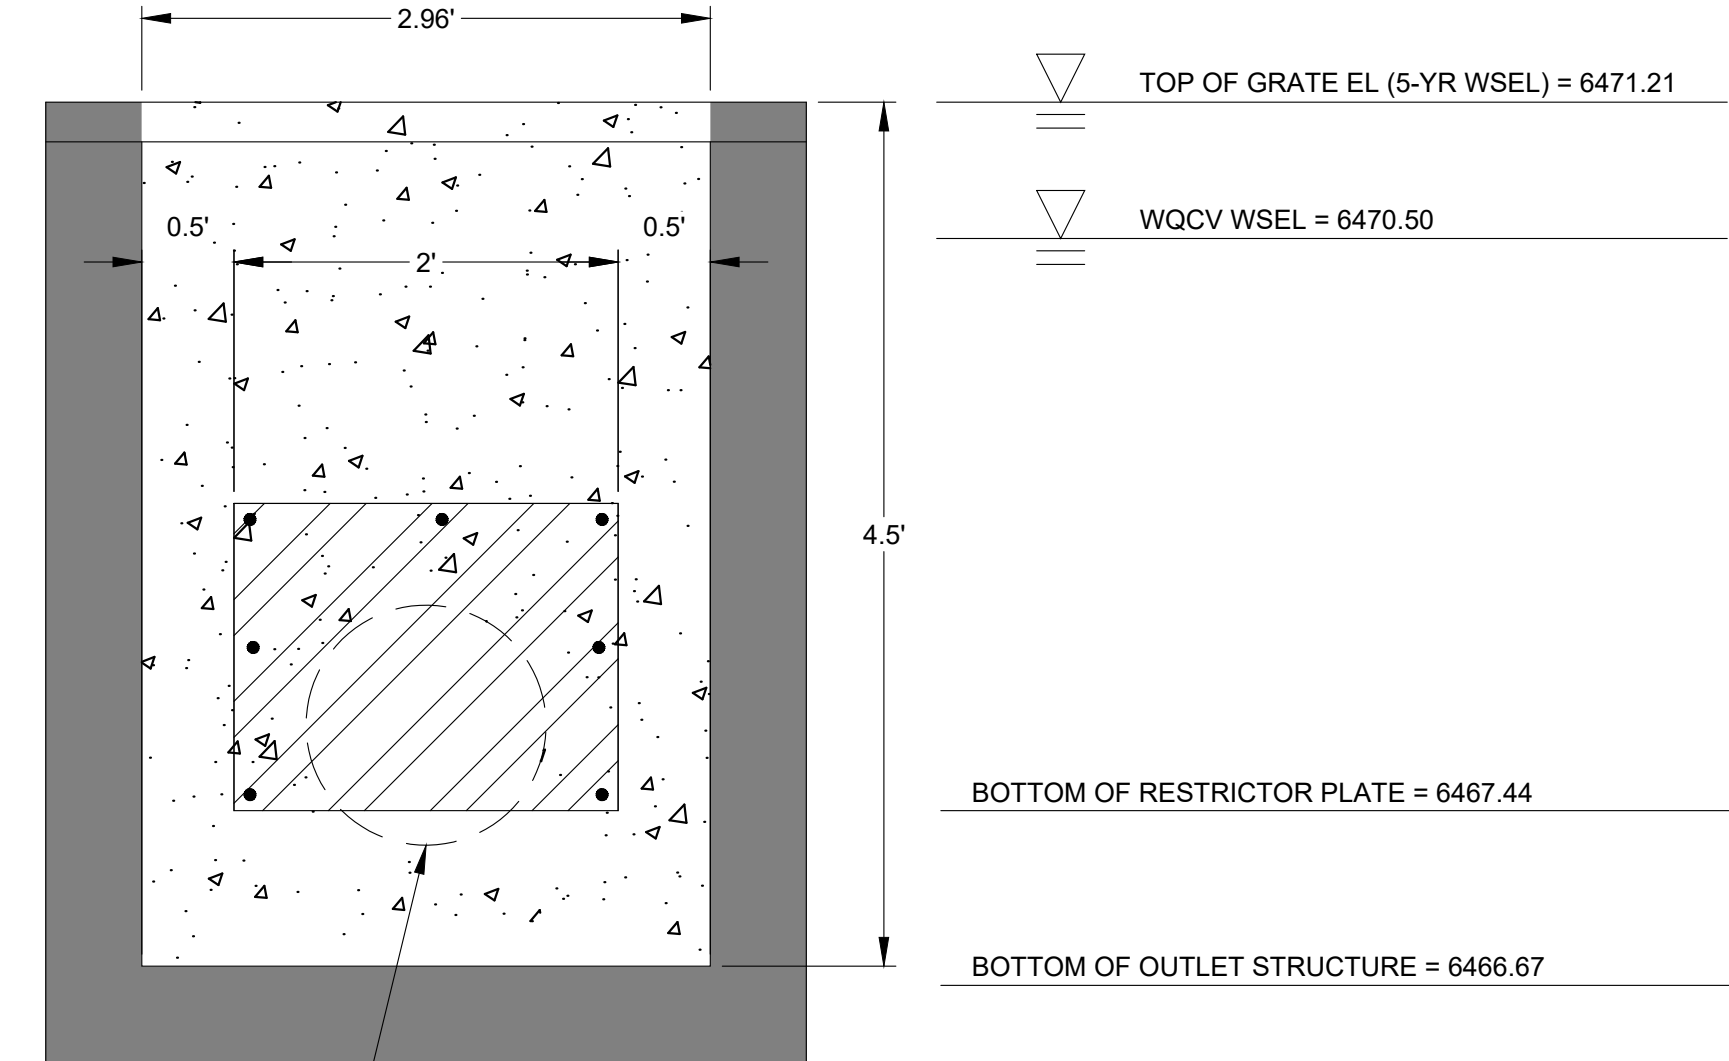 2.96'
TOP OF GRATE EL (5-YR WSEL) = 6471.21
WQCV WSEL = 6470.50
0.5'
0.5'
2'
4.5'
BOTTOM OF RESTRICTOR PLATE = 6467.44
BOTTOM OF OUTLET STRUCTURE = 6466.67